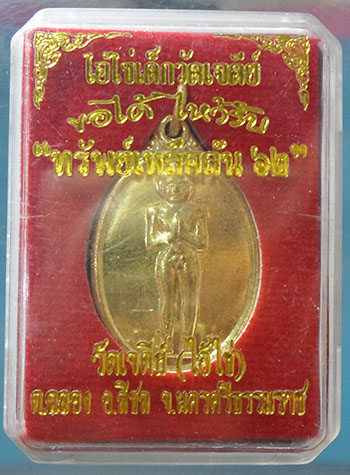 ไอ้ไข่เด็กวัดเจดีย์
ขอได้ ไหว้รับ
"ทรัพย์เหลือล้น ๖๒"
วัดเจดีย์ (ไอ้ไข่)
ต.ฉลอง อ.สิชล จ.นครศรีธรรมราช